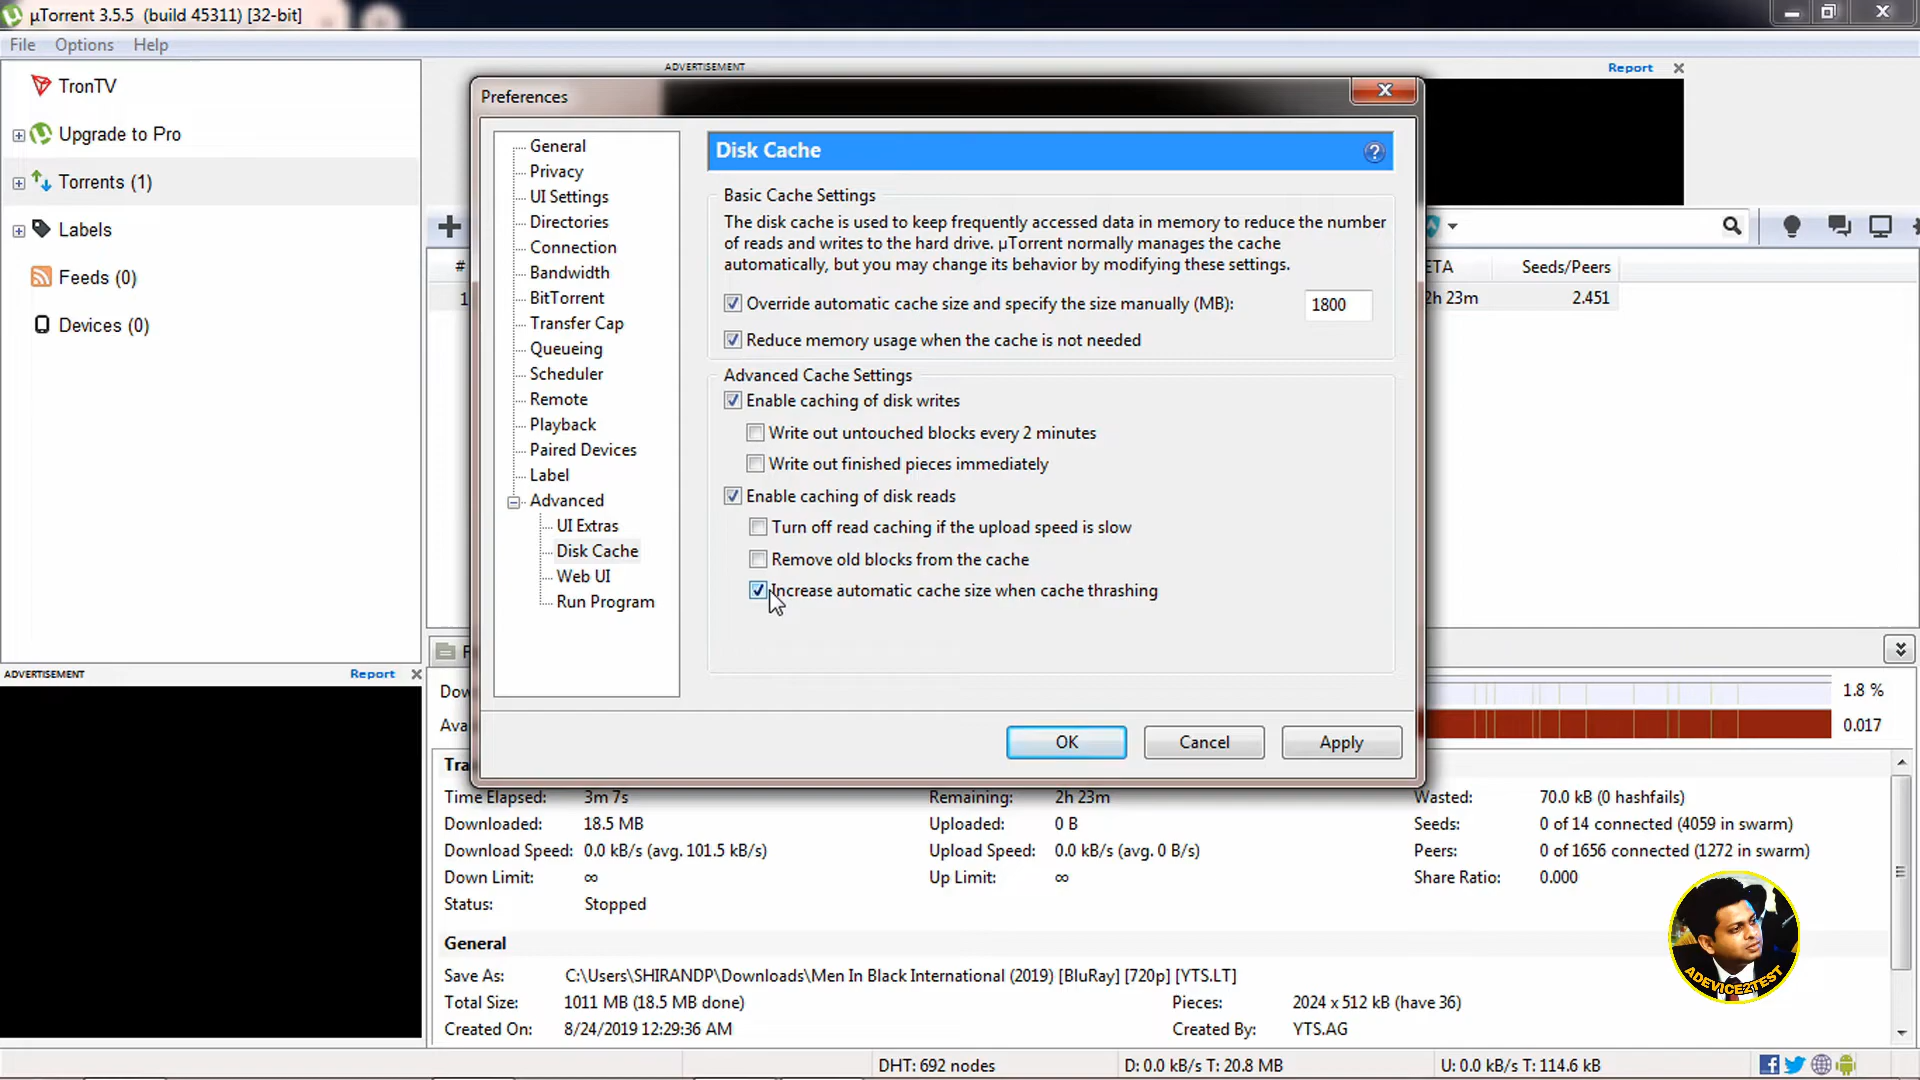 µTorrent 3.5.5 (build 45311) [32-bit]
File Options Help
TronTV
Upgrade to Pro
Torrents (1)
Labels
Feeds (0)
Devices (0)
ADVERTISEMENT
Report
Preferences
General
Privacy
UI Settings
Directories
Connection
Bandwidth
BitTorrent
Transfer Cap
Queueing
Scheduler
Remote
Playback
Paired Devices
Label
Advanced
UI Extras
Disk Cache
Web UI
Run Program
Disk Cache
Basic Cache Settings
The disk cache is used to keep frequently accessed data in memory to reduce the number
of reads and writes to the hard drive. µTorrent normally manages the cache
automatically, but you may change its behavior by modifying these settings.
Override automatic cache size and specify the size manually (MB): 1800
Reduce memory usage when the cache is not needed
Advanced Cache Settings
Enable caching of disk writes
Write out untouched blocks every 2 minutes
Write out finished pieces immediately
Enable caching of disk reads
Turn off read caching if the upload speed is slow
Remove old blocks from the cache
Increase automatic cache size when cache thrashing
OK Cancel Apply
# ETA Seeds/Peers
1 2h 23m 2.451
ADVERTISEMENT Report
Dow 1.8 %
Ava 0.017
Tra
Time Elapsed: 3m 7s Remaining: 2h 23m Wasted: 70.0 kB (0 hashfails)
Downloaded: 18.5 MB Uploaded: 0 B Seeds: 0 of 14 connected (4059 in swarm)
Download Speed: 0.0 kB/s (avg. 101.5 kB/s) Upload Speed: 0.0 kB/s (avg. 0 B/s) Peers: 0 of 1656 connected (1272 in swarm)
Down Limit: ∞ Up Limit: ∞ Share Ratio: 0.000
Status: Stopped
General
Save As: C:\Users\SHIRANDP\Downloads\Men In Black International (2019) [BluRay] [720p] [YTS.LT]
Total Size: 1011 MB (18.5 MB done) Pieces: 2024 x 512 kB (have 36)
Created On: 8/24/2019 12:29:36 AM Created By: YTS.AG
ADEVICE2TEST
DHT: 692 nodes D: 0.0 kB/s T: 20.8 MB U: 0.0 kB/s T: 114.6 kB